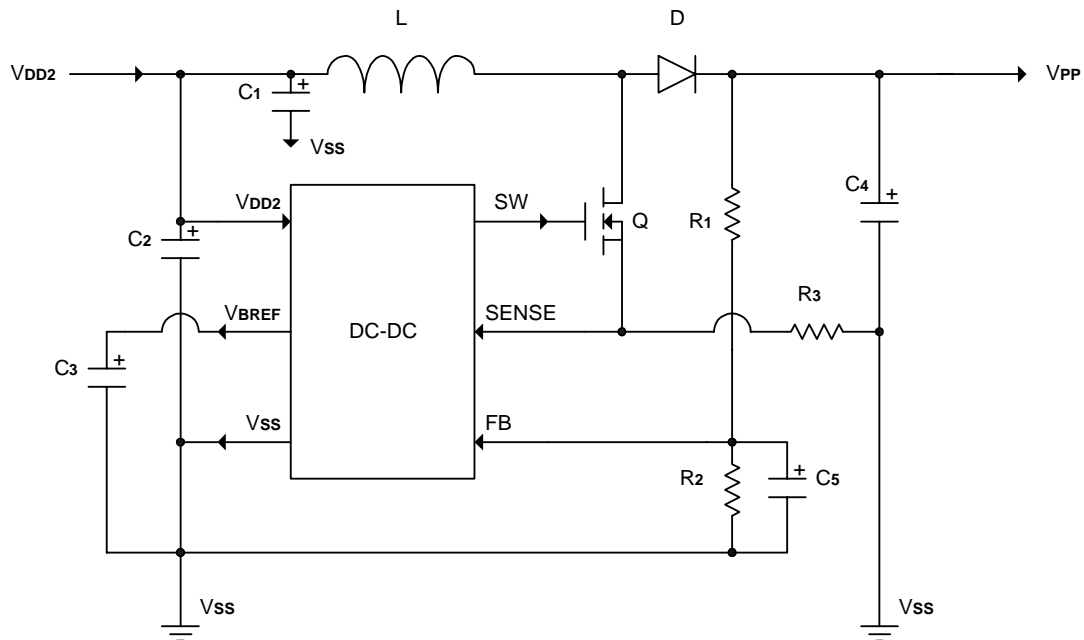 L
D
VDD2
VPP
C1
+
VSS
C4
+
VDD2
SW
C2
+
Q
R1
R3
VBREF
DC-DC
SENSE
C3
+
VSS
FB
R2
+
C5
VSS
VSS